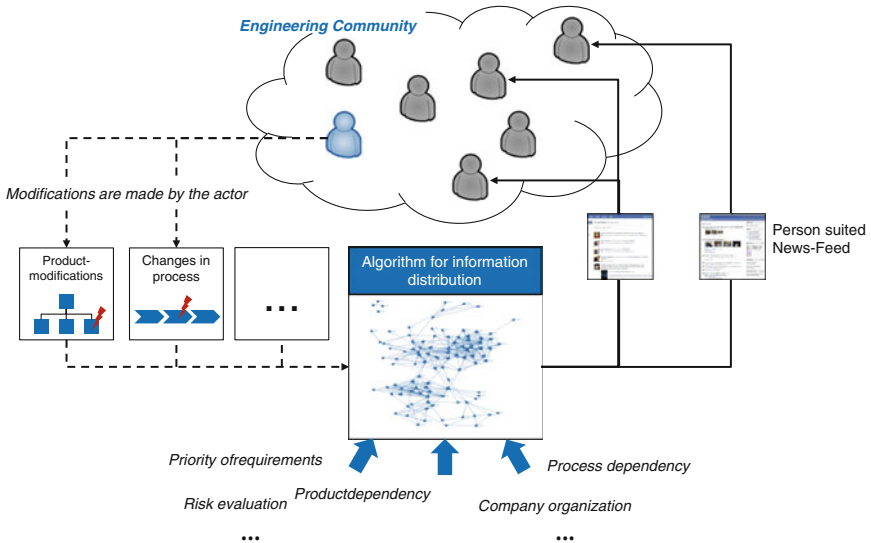 Engineering Community
Modifications are made by the actor
Product-
modifications
Changes in
process
...
Algorithm for information
distribution
Person suited
News-Feed
Priority ofrequirements
Process dependency
Productdependency
Risk evaluation
Company organization
...
...